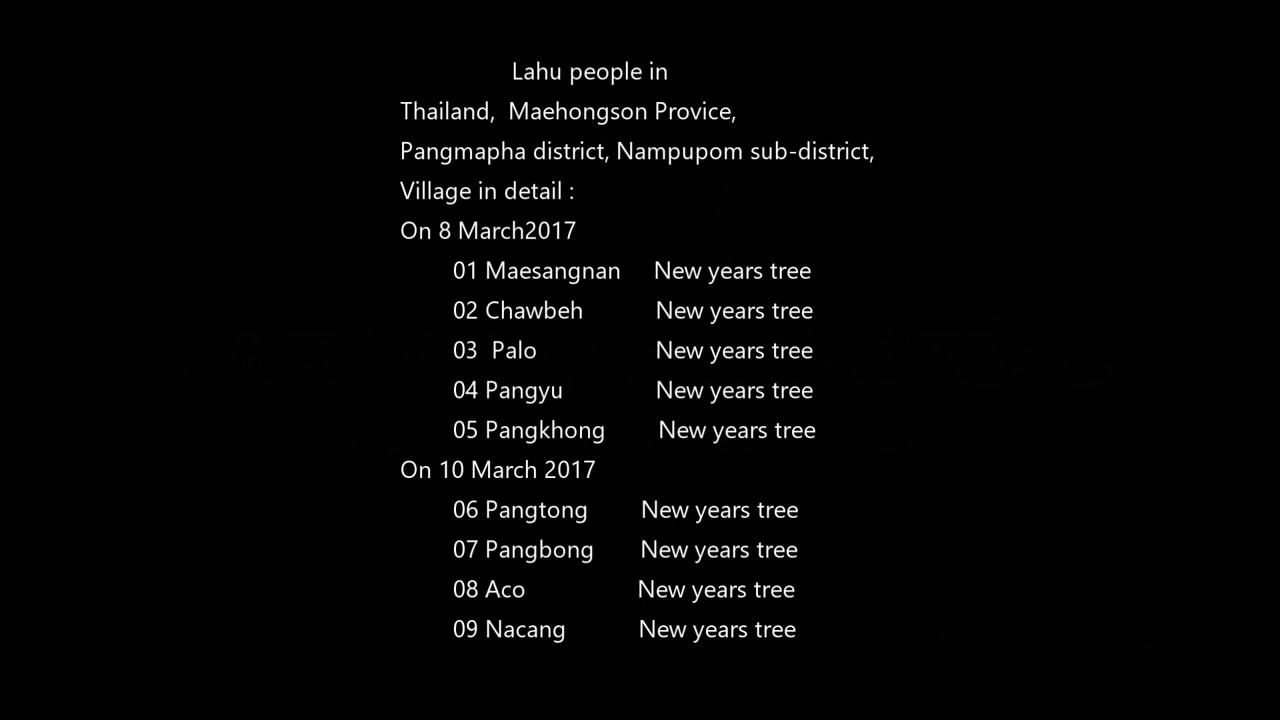 Lahu people in
Thailand, Maehongson Provice,
Pangmapha district, Nampupom sub-district,
Village in detail :
On 8 March2017
01 Maesangnan New years tree
02 Chawbeh New years tree
03 Palo New years tree
04 Pangyu New years tree
05 Pangkhong New years tree
On 10 March 2017
06 Pangtong New years tree
07 Pangbong New years tree
08 Aco New years tree
09 Nacang New years tree